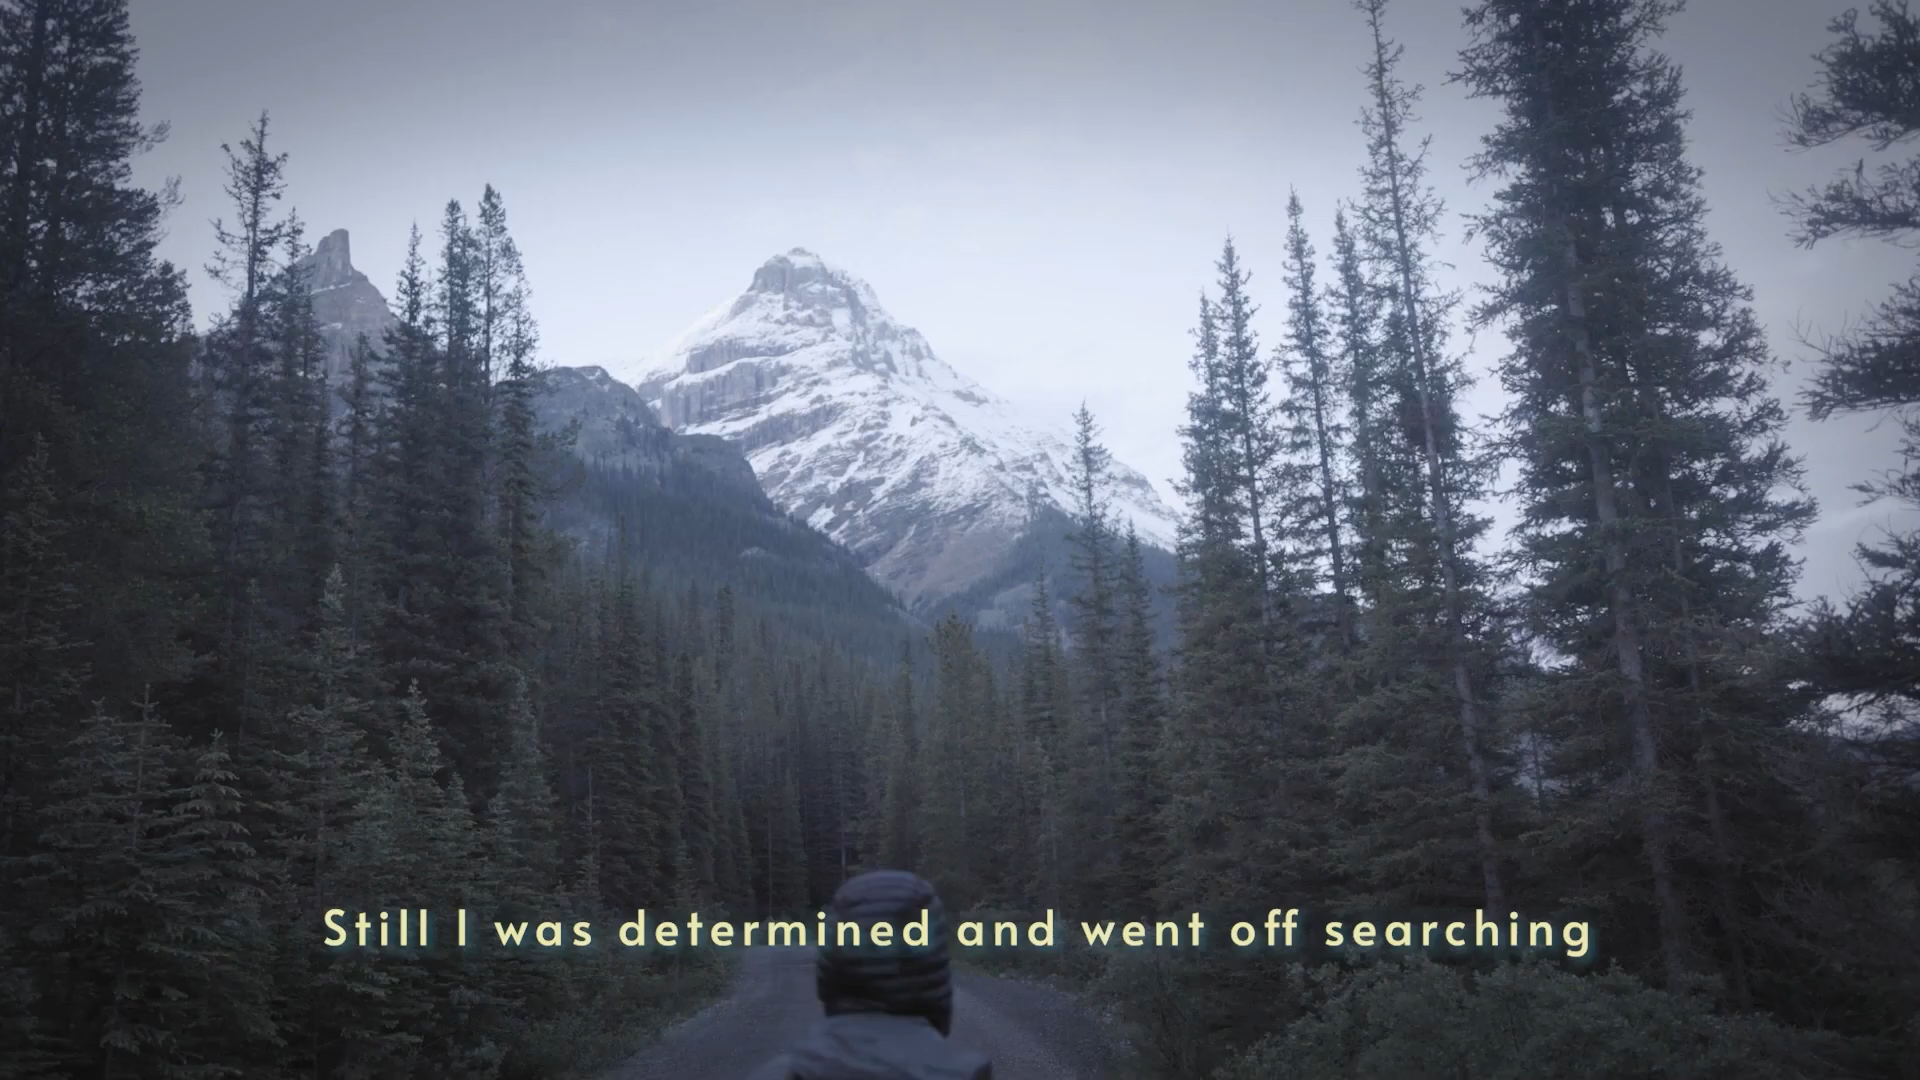 Still I was determined and went off searching